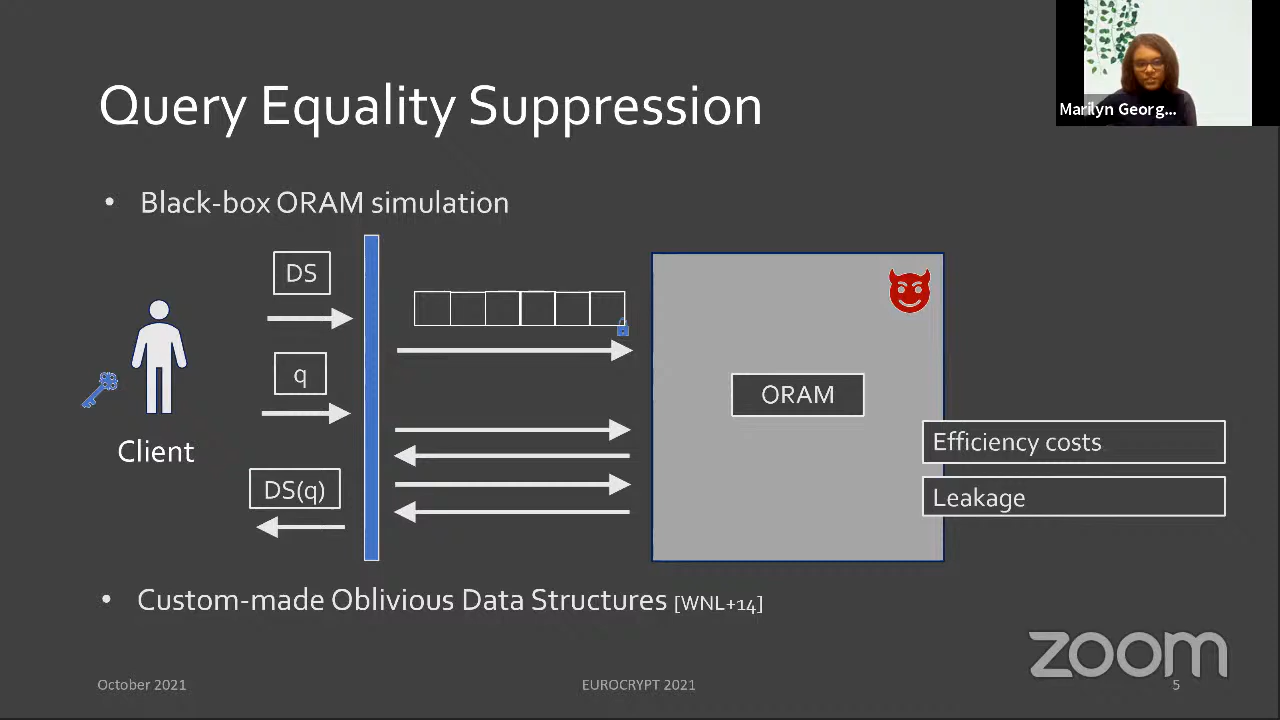 Marilyn Georg...
Query Equality Suppression
• Black-box ORAM simulation
DS
q
ORAM
Client
Efficiency costs
DS(q)
Leakage
• Custom-made Oblivious Data Structures [WNL+14]
zoom
October 2021
EUROCRYPT 2021
5